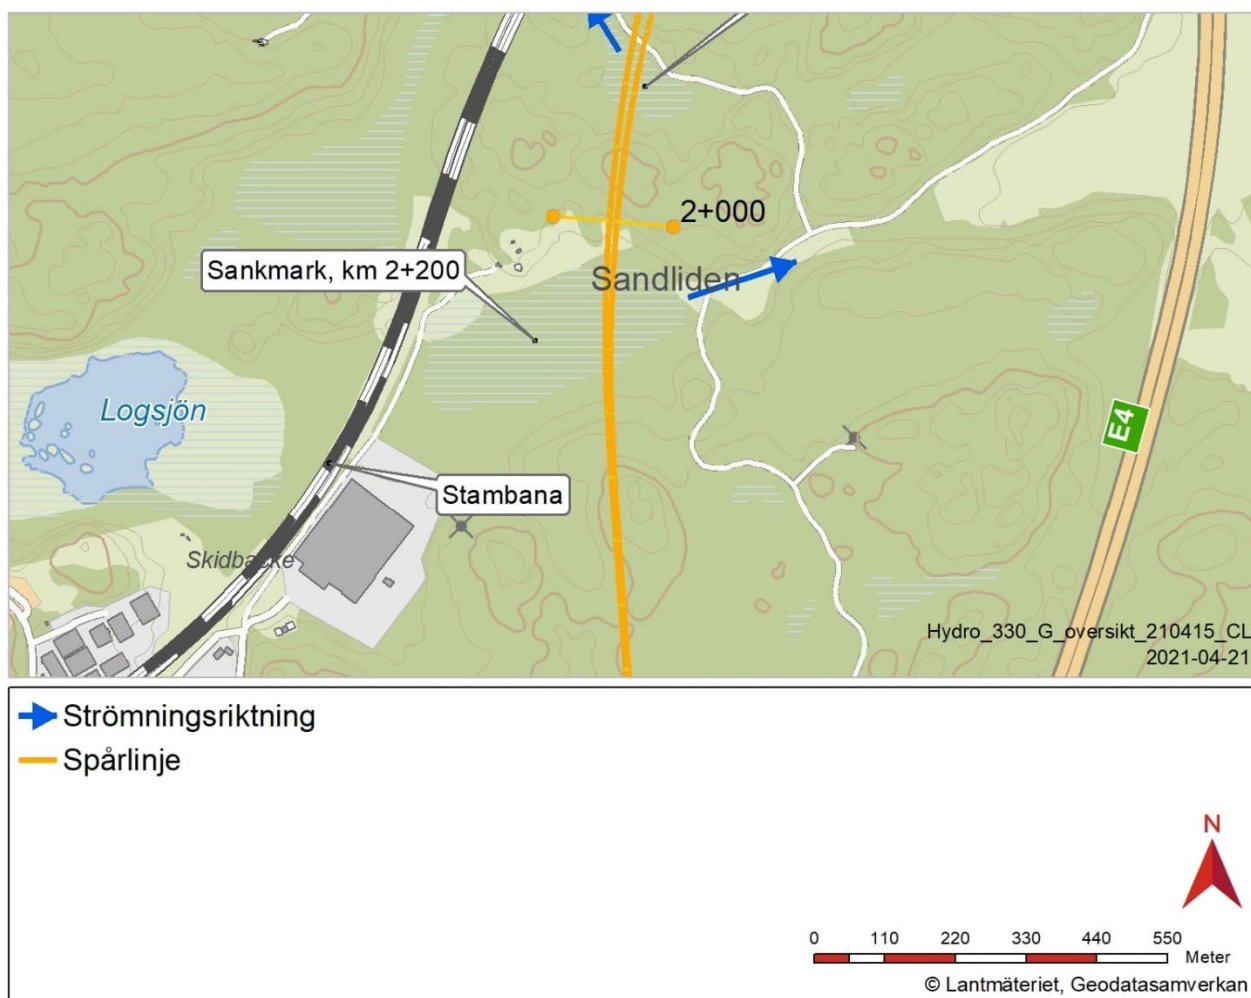 2+000
Sankmark, km 2+200
Sandliden
Logsjön
E4
Stambana
Skidbacke
Hydro_330_G_oversikt_210415_CL
2021-04-21
Strömningsriktning
Spårlinje
N
0 110 220 330 440 550 Meter
© Lantmäteriet, Geodatasamverkan